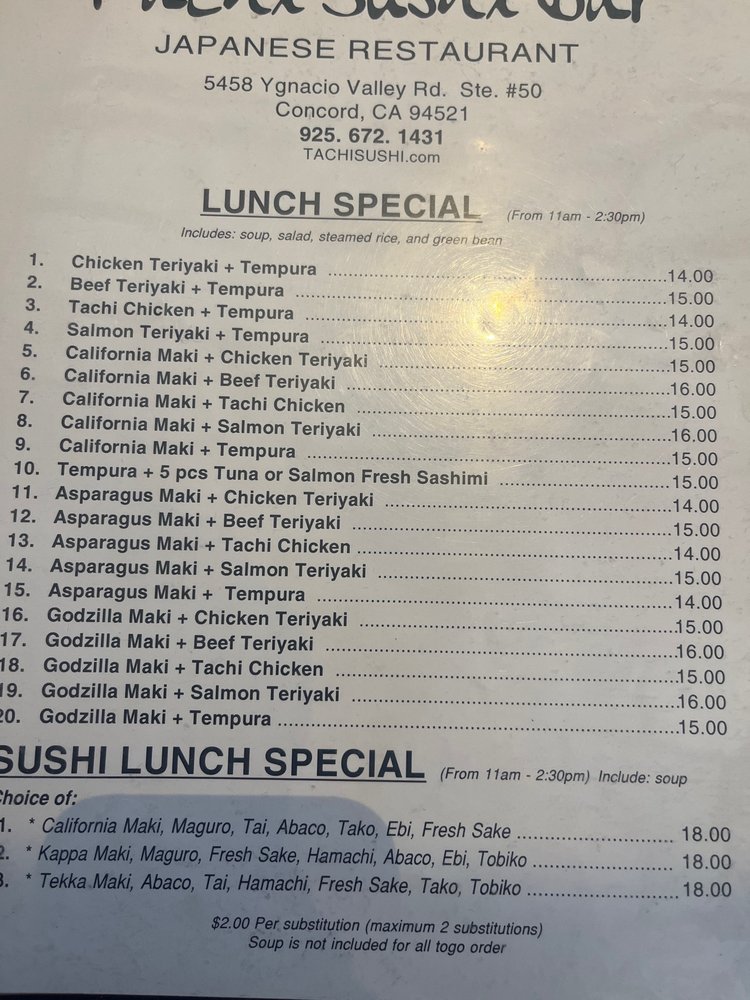 Sushi Bar
JAPANESE RESTAURANT
5458 Ygnacio Valley Rd. Ste. #50
Concord, CA 94521
925. 672. 1431
TACHISUSHI.com
LUNCH SPECIAL (From 11am - 2:30pm)
Includes: soup, salad, steamed rice, and green bean
1. Chicken Teriyaki + Tempura 14.00
2. Beef Teriyaki + Tempura 15.00
3. Tachi Chicken + Tempura 14.00
4. Salmon Teriyaki + Tempura 15.00
5. California Maki + Chicken Teriyaki 15.00
6. California Maki + Beef Teriyaki 16.00
7. California Maki + Tachi Chicken 15.00
8. California Maki + Salmon Teriyaki 16.00
9. California Maki + Tempura 15.00
10. Tempura + 5 pcs Tuna or Salmon Fresh Sashimi 15.00
11. Asparagus Maki + Chicken Teriyaki 14.00
12. Asparagus Maki + Beef Teriyaki 15.00
13. Asparagus Maki + Tachi Chicken 14.00
14. Asparagus Maki + Salmon Teriyaki 15.00
15. Asparagus Maki + Tempura 14.00
16. Godzilla Maki + Chicken Teriyaki 15.00
17. Godzilla Maki + Beef Teriyaki 16.00
18. Godzilla Maki + Tachi Chicken 15.00
19. Godzilla Maki + Salmon Teriyaki 16.00
20. Godzilla Maki + Tempura 15.00
SUSHI LUNCH SPECIAL (From 11am - 2:30pm) Include: soup
Choice of:
1. * California Maki, Maguro, Tai, Abaco, Tako, Ebi, Fresh Sake 18.00
2. * Kappa Maki, Maguro, Fresh Sake, Hamachi, Abaco, Ebi, Tobiko 18.00
3. * Tekka Maki, Abaco, Tai, Hamachi, Fresh Sake, Tako, Tobiko 18.00
$2.00 Per substitution (maximum 2 substitutions)
Soup is not included for all togo order